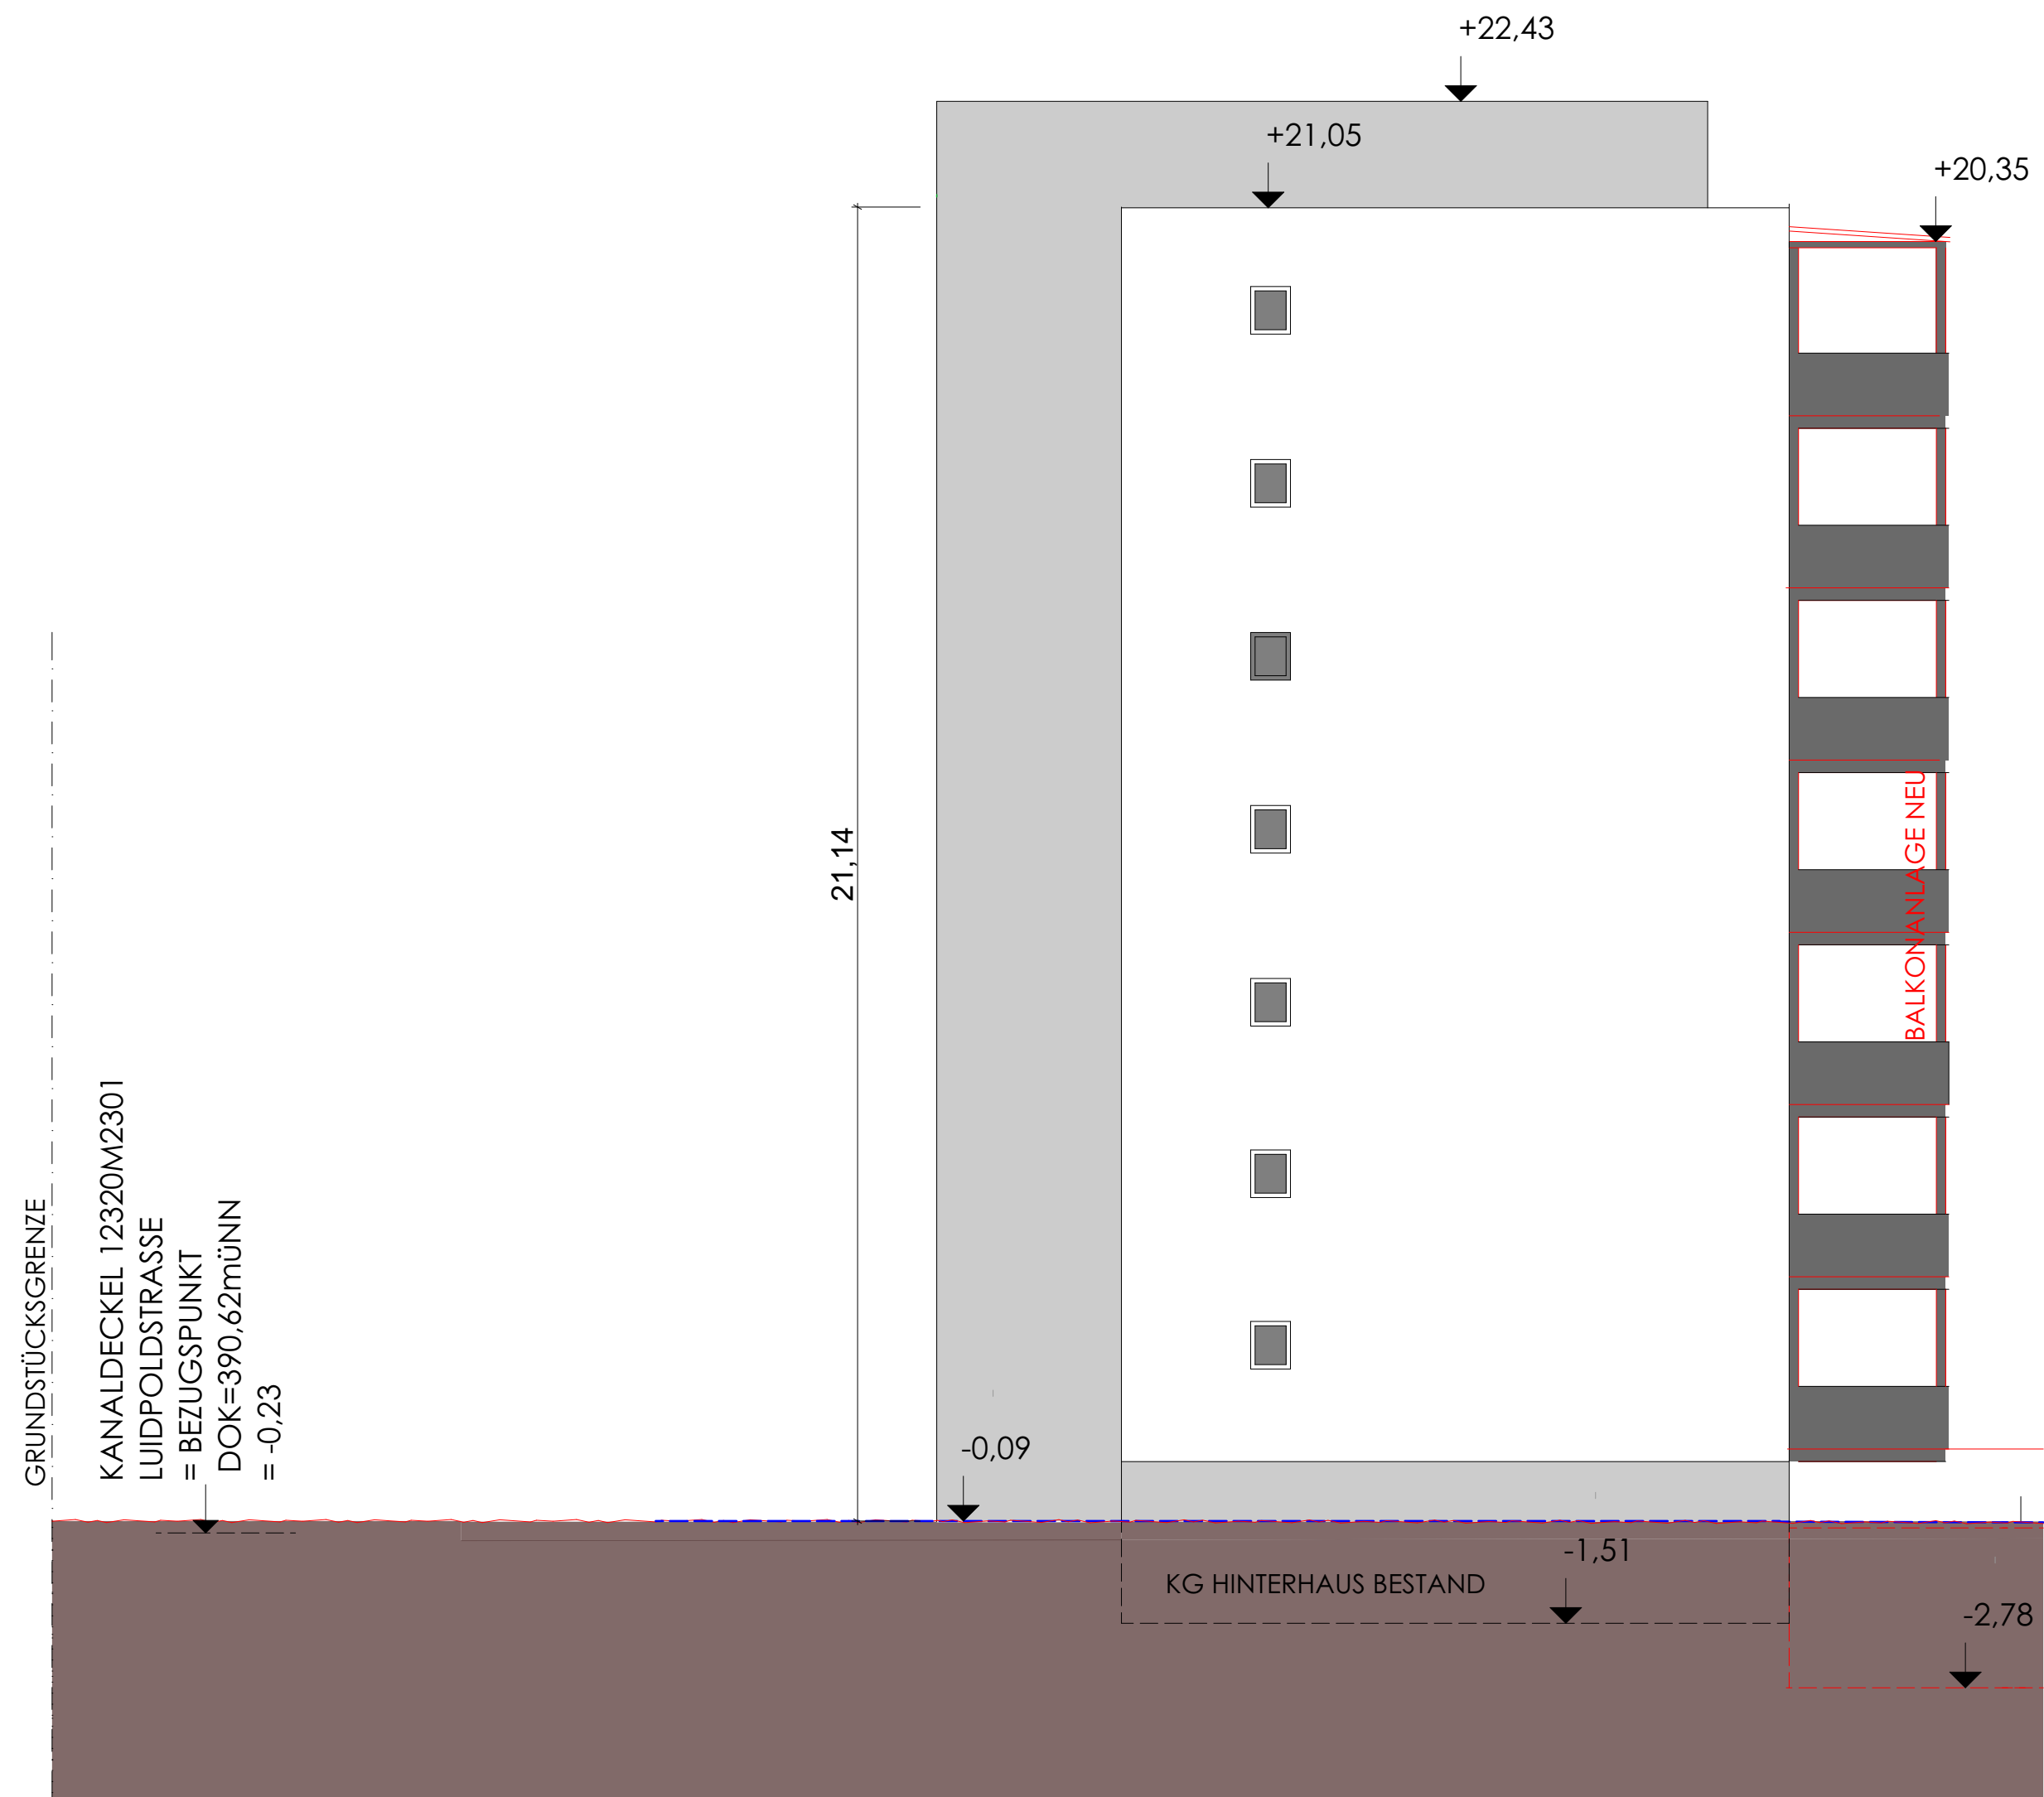 +22,43
+21,05
+20,35
21,14
BALKONANLAGE NEU
GRUNDSTÜCKSGRENZE
KANALDECKEL 12320M2301
LUIDPOLDSTRASSE
= BEZUGSPUNKT
DOK=390,62müNN
= -0,23
-0,09
-1,51
KG HINTERHAUS BESTAND
-2,78